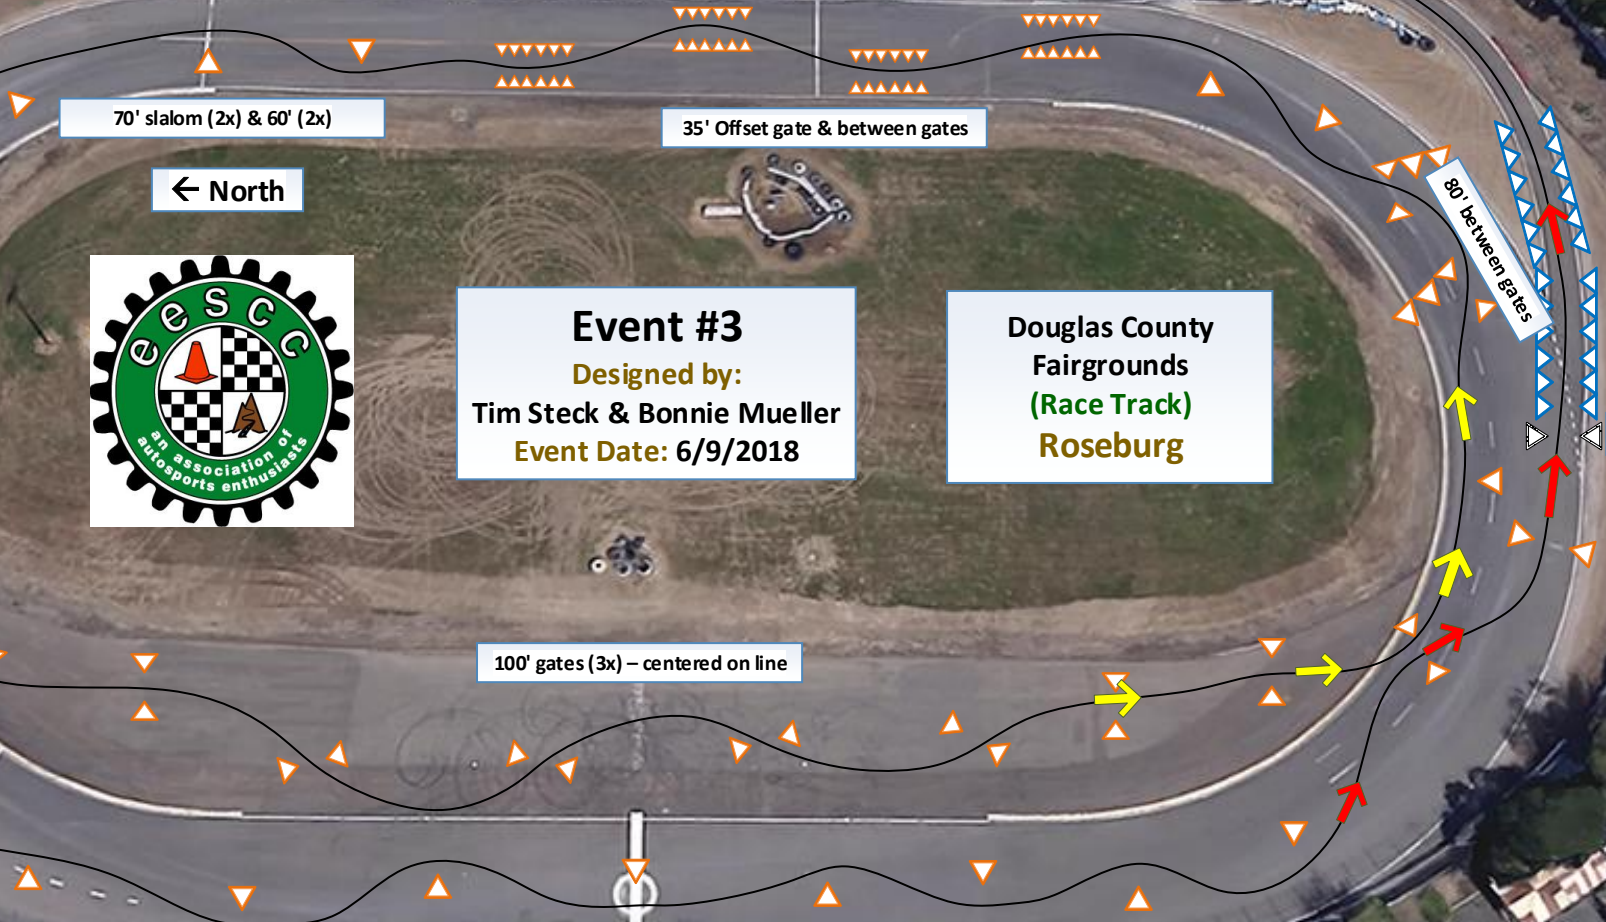 70' slalom (2x) & 60' (2x)
35' Offset gate & between gates
← North
80' between gates
eescc
an association of
autosports enthusiasts
Event #3
Designed by:
Tim Steck & Bonnie Mueller
Event Date: 6/9/2018
Douglas County
Fairgrounds
(Race Track)
Roseburg
100' gates (3x) – centered on line